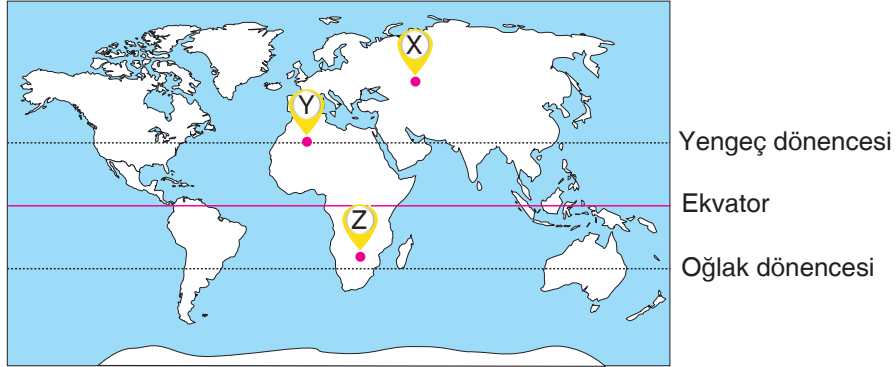 X
Y
Yengeç dönencesi
Ekvator
Z
Oğlak dönencesi